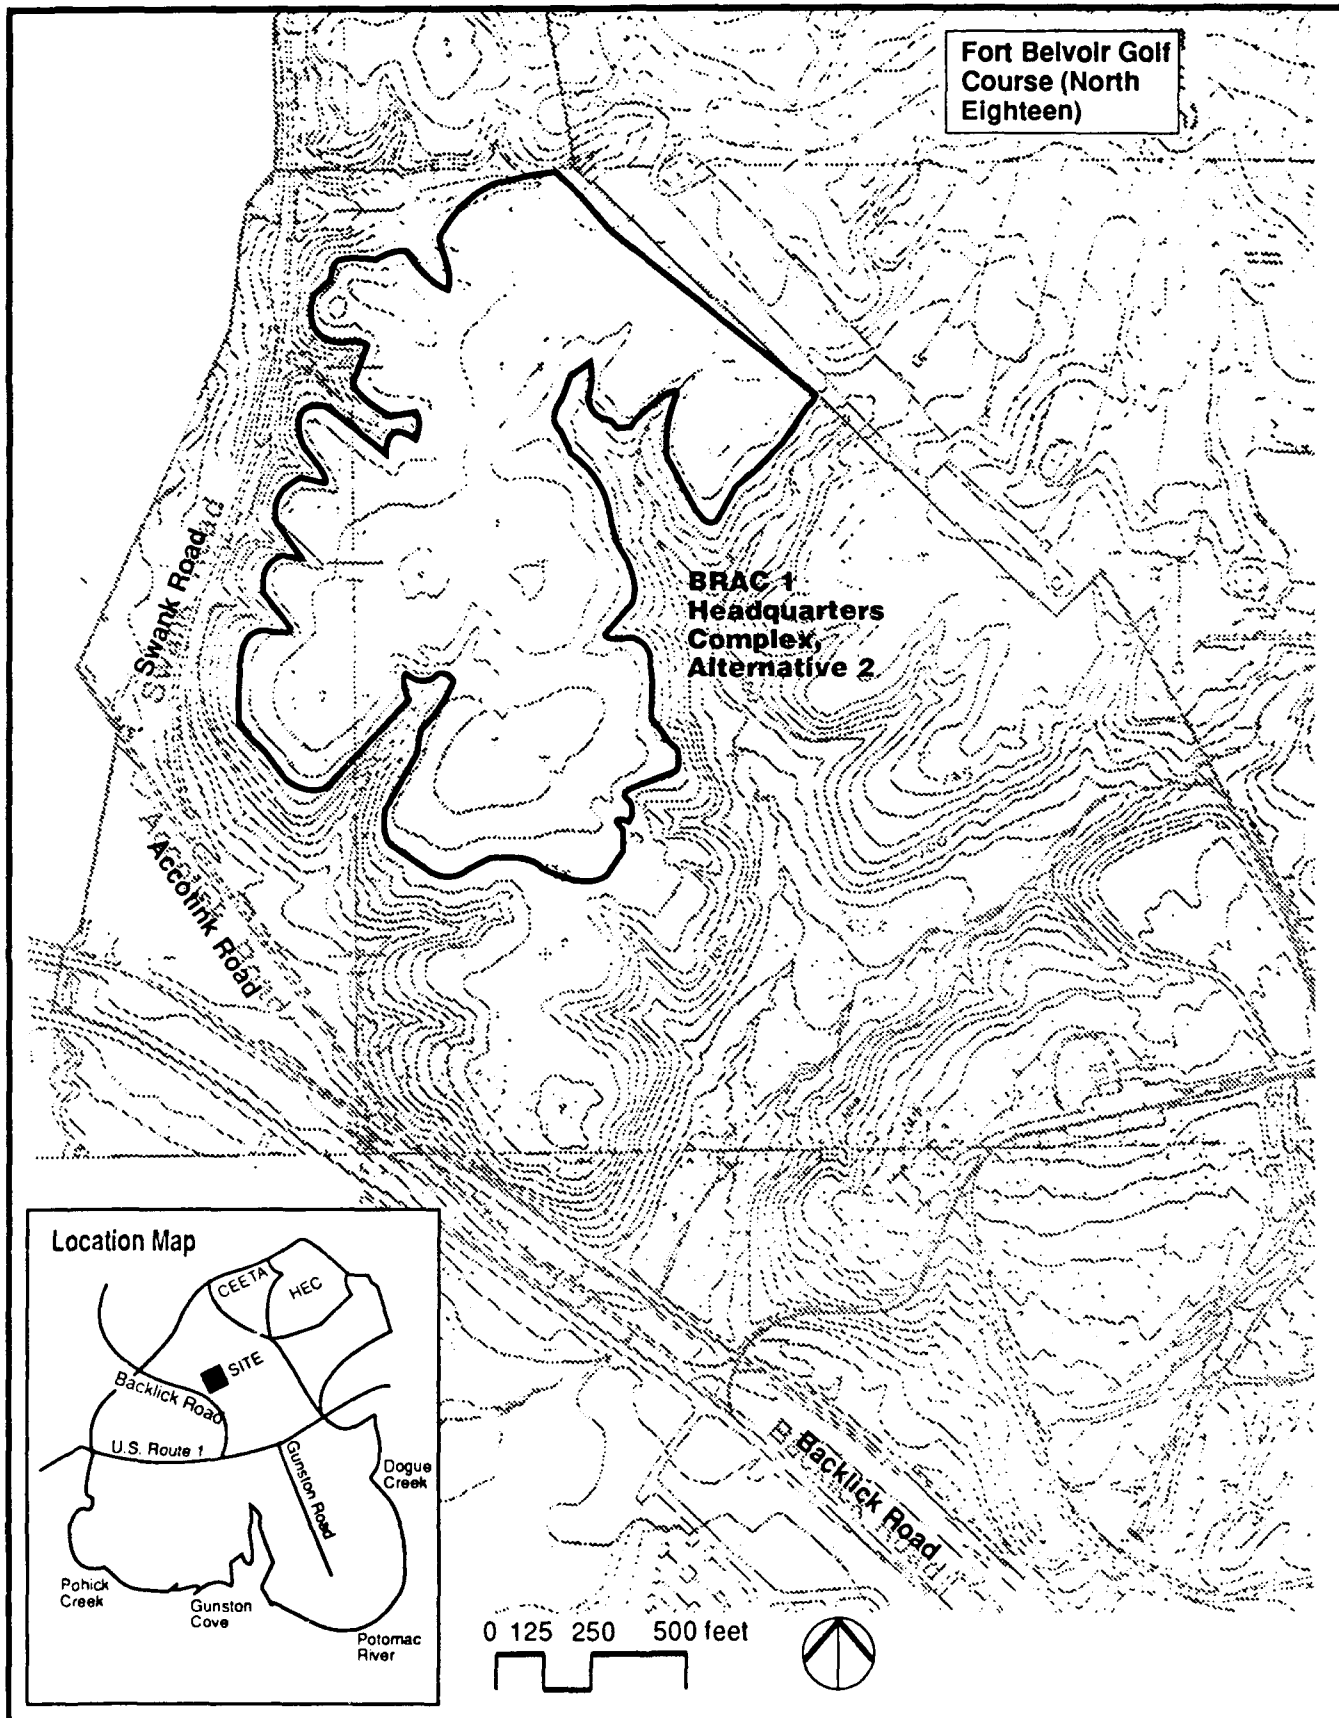 Fort Belvoir Golf
Course (North
Eighteen)
Swank Road
BRAC 1
Headquarters
Complex,
Alternative 2
Accotink Road
Backlick Road
Location Map
CEETA
HEC
SITE
Backlick Road
U.S. Route 1
Gunston Road
Dogue
Creek
Pohick
Creek
Gunston
Cove
Potomac
River
0 125 250 500 feet